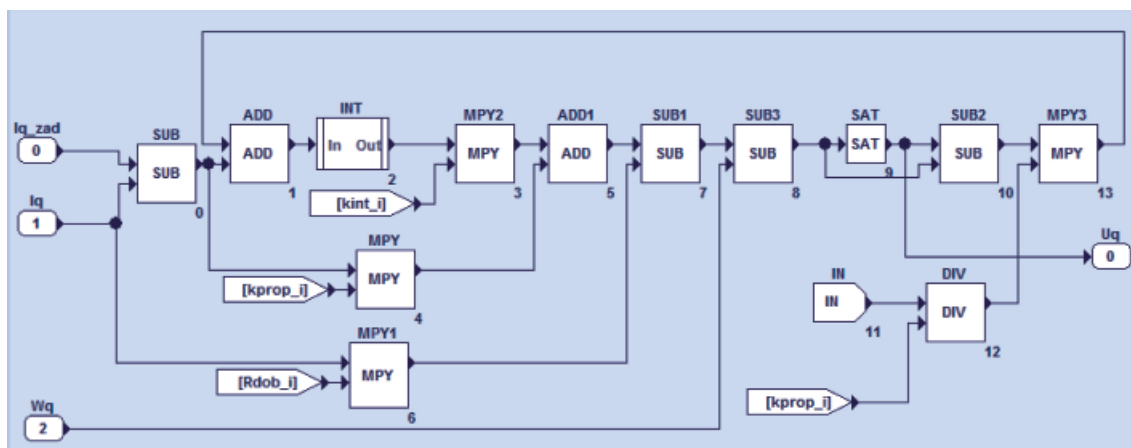 Iq_zad
0
Iq
1
SUB
SUB
0
ADD
ADD
1
INT
In Out
2
MPY2
MPY
3
[kint_i]
ADD1
ADD
5
SUB1
SUB
7
SUB3
SUB
8
SAT
SAT
9
SUB2
SUB
10
MPY3
MPY
13
MPY
MPY
4
[kprop_i]
MPY1
MPY
6
[Rdob_i]
Wq
2
IN
IN
11
DIV
DIV
12
[kprop_i]
Uq
0